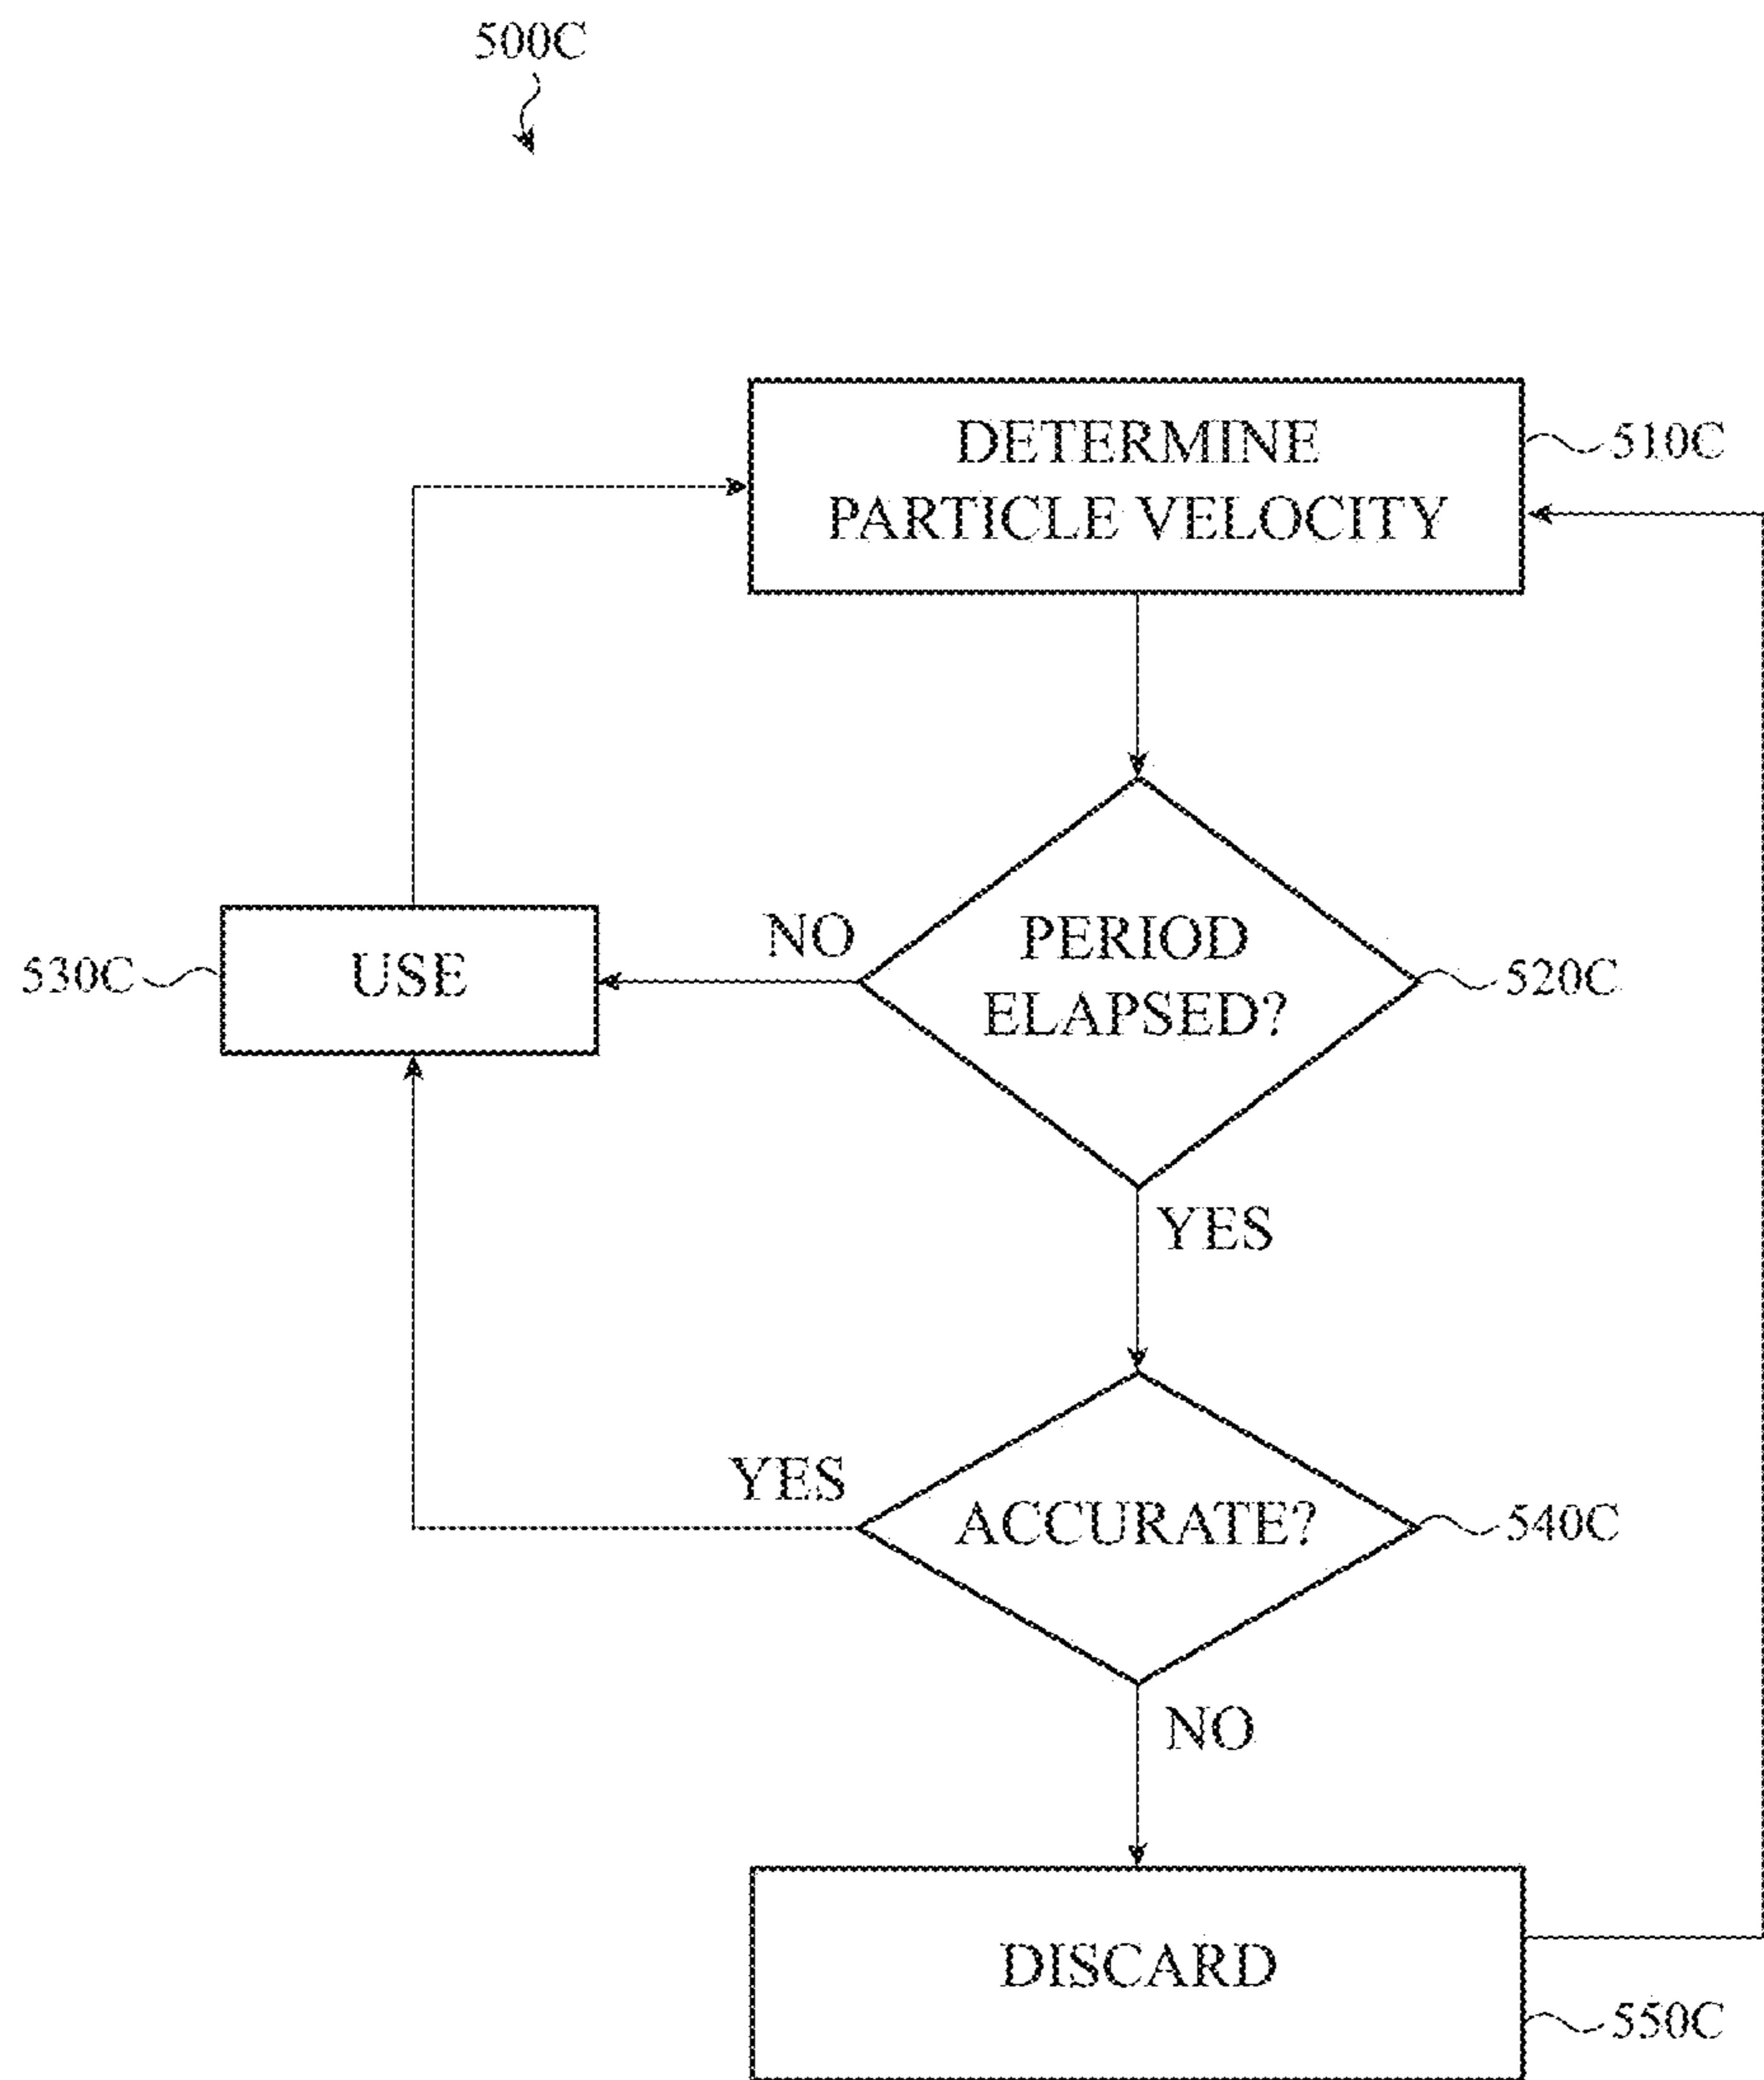 500C
DETERMINE
PARTICLE VELOCITY
510C
NO
PERIOD
ELAPSED?
520C
530C
USE
YES
YES
ACCURATE?
540C
NO
DISCARD
550C